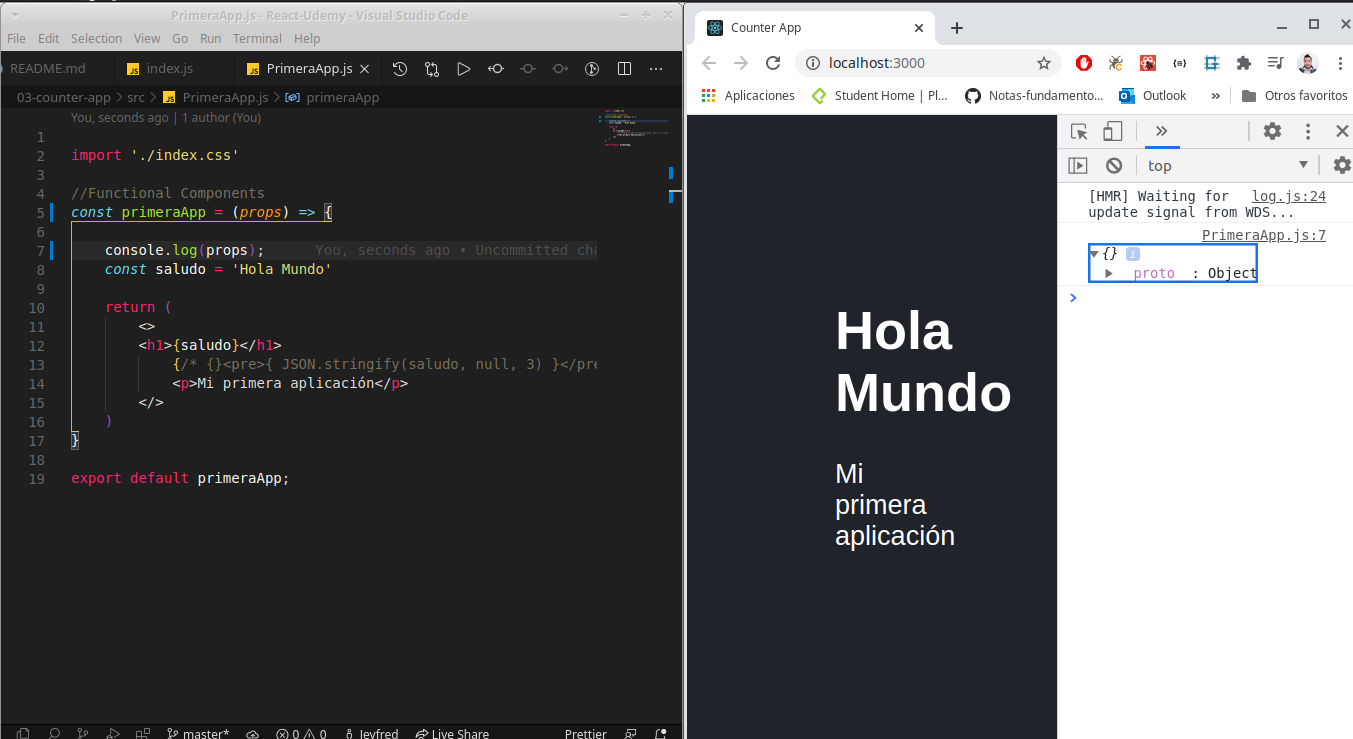 PrimeraApp.js - React-Udemy - Visual Studio Code
File Edit Selection View Go Run Terminal Help
README.md index.js PrimeraApp.js
03-counter-app > src > PrimeraApp.js > primeraApp
You, seconds ago | 1 author (You)
1
2 import './index.css'
3
4 //Functional Components
5 const primeraApp = (props) => {
6
7 console.log(props); You, seconds ago • Uncommitted cha
8 const saludo = 'Hola Mundo'
9
10 return (
11 <>
12 <h1>{saludo}</h1>
13 {/* {}<pre>{ JSON.stringify(saludo, null, 3) }</pre
14 <p>Mi primera aplicación</p>
15 </>
16 )
17 }
18
19 export default primeraApp;
master* 0 0 Jeyfred Live Share Prettier
Counter App
localhost:3000
Aplicaciones Student Home | Pl... Notas-fundamento... Outlook » Otros favoritos
Hola
Mundo
Mi
primera
aplicación
top
[HMR] Waiting for log.js:24
update signal from WDS...
PrimeraApp.js:7
{} i
proto : Object